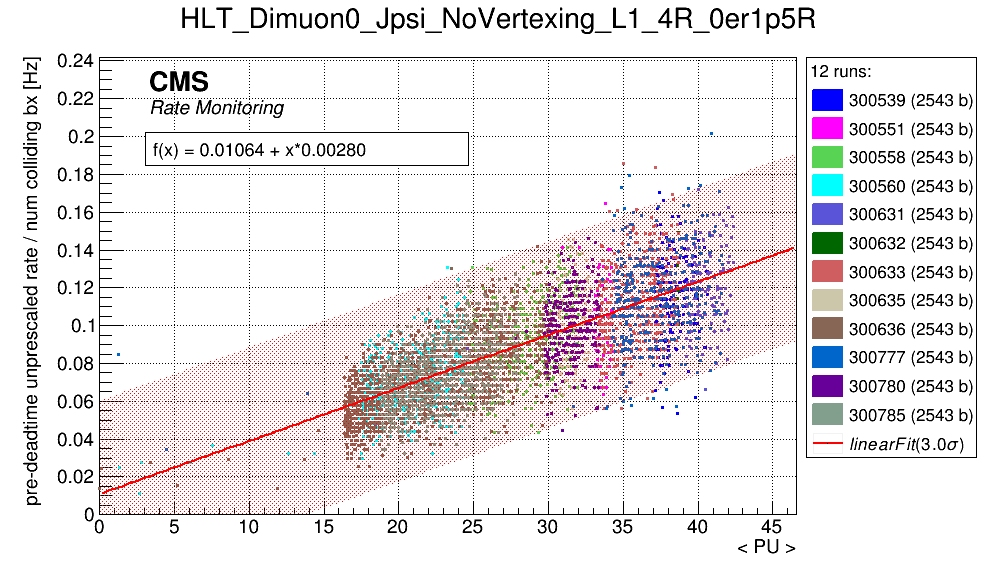 HLT_Dimuon0_Jpsi_NoVertexing_L1_4R_0er1p5R
pre-deadtime unprescaled rate / num colliding bx [Hz]
0.24
0.22
0.2
0.18
0.16
0.14
0.12
0.1
0.08
0.06
0.04
0.02
0
CMS
Rate Monitoring
f(x) = 0.01064 + x*0.00280
0 5 10 15 20 25 30 35 40 45
< PU >
12 runs:
300539 (2543 b)
300551 (2543 b)
300558 (2543 b)
300560 (2543 b)
300631 (2543 b)
300632 (2543 b)
300633 (2543 b)
300635 (2543 b)
300636 (2543 b)
300777 (2543 b)
300780 (2543 b)
300785 (2543 b)
linearFit(3.0σ)